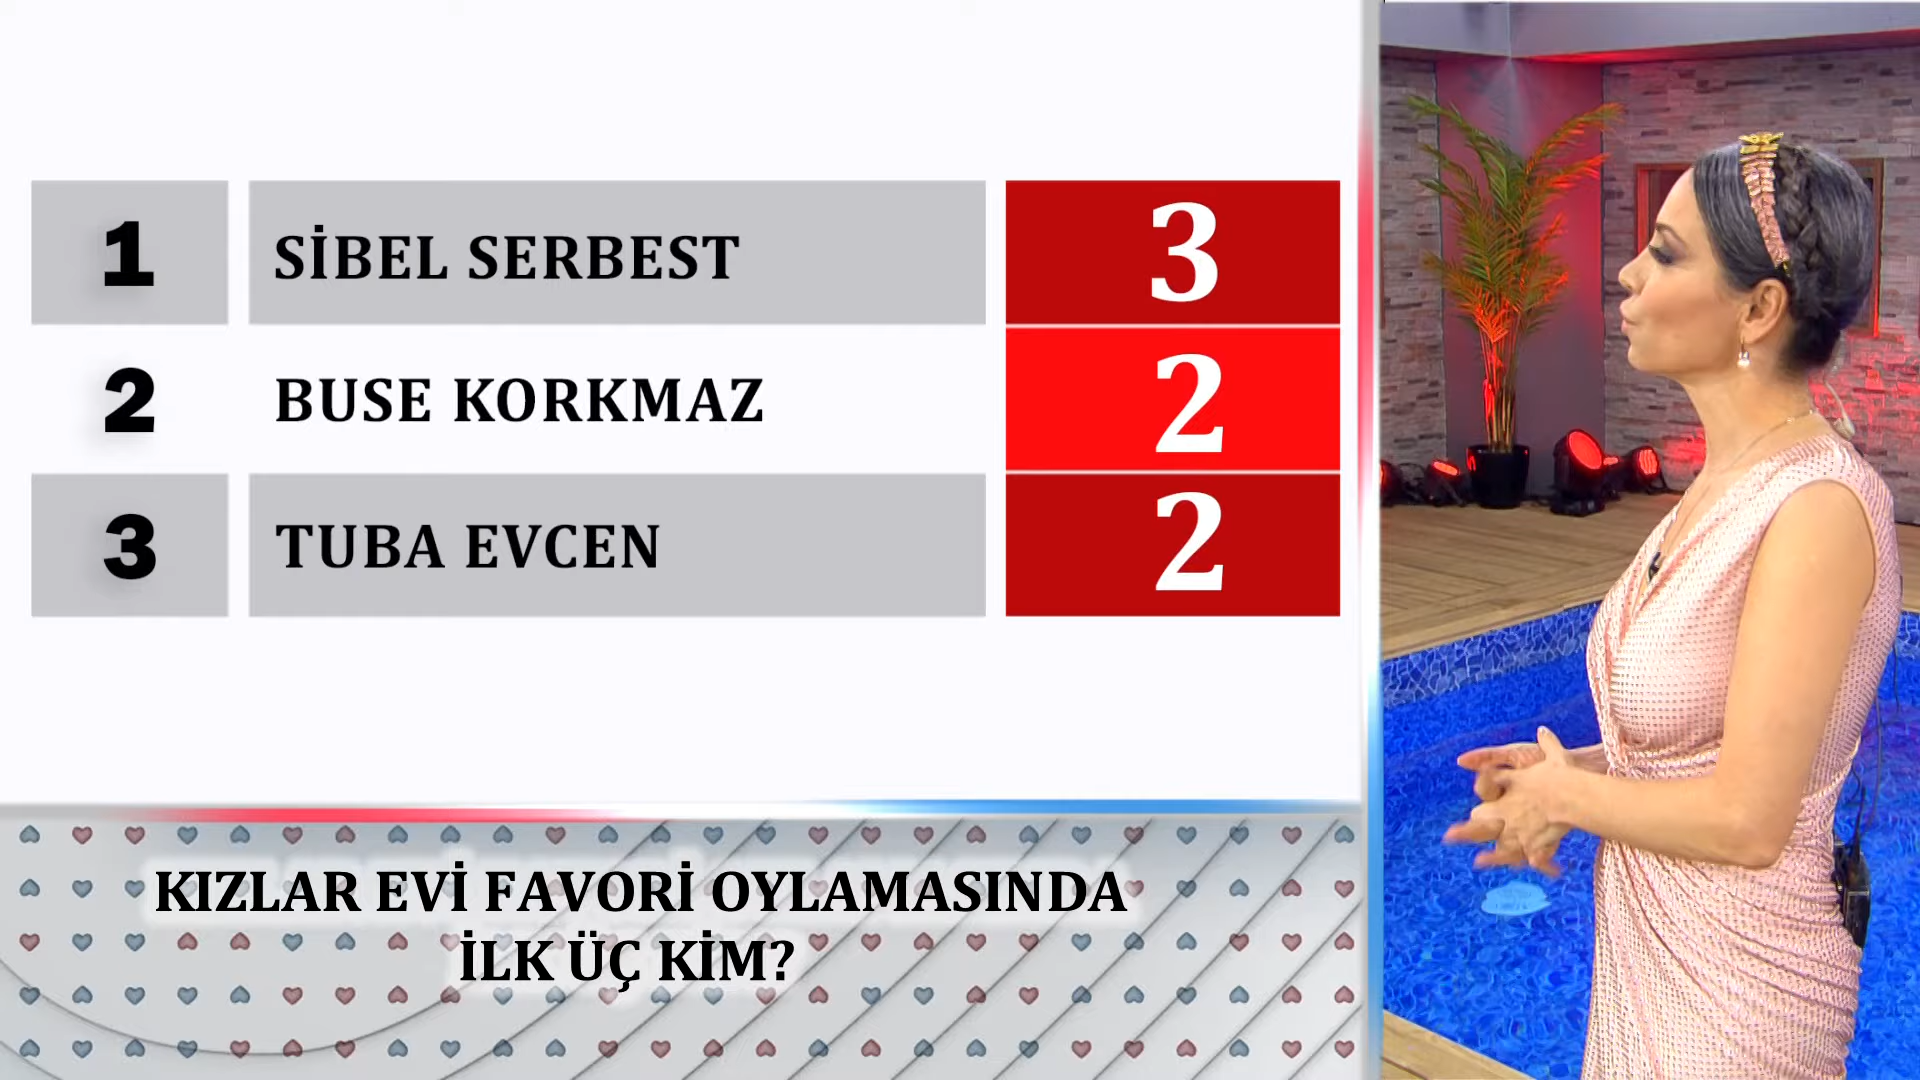 1 SİBEL SERBEST 3
2 BUSE KORKMAZ 2
3 TUBA EVCEN 2
KIZLAR EVİ FAVORİ OYLAMASINDA
İLK ÜÇ KİM?